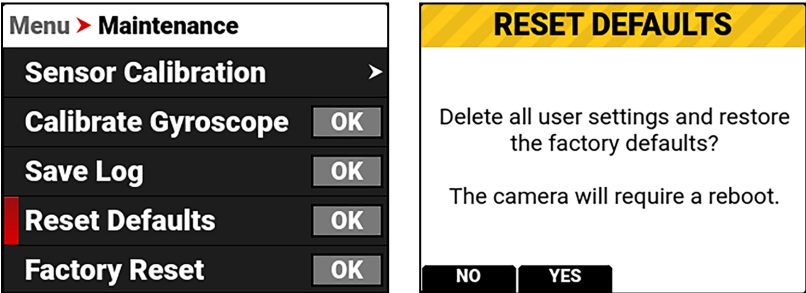 Menu ➤ Maintenance
Sensor Calibration ➤
Calibrate Gyroscope OK
Save Log OK
Reset Defaults OK
Factory Reset OK
RESET DEFAULTS
Delete all user settings and restore
the factory defaults?
The camera will require a reboot.
NO YES